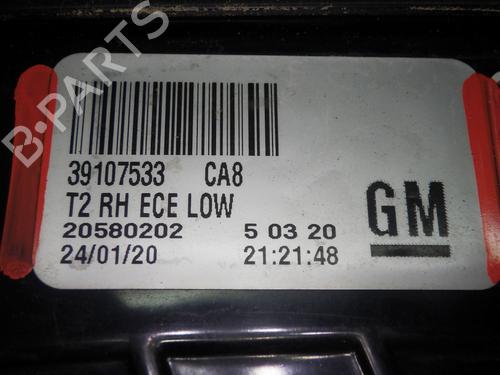 B-PARTS
39107533 CA8
T2 RH ECE LOW
20580202 5 03 20
24/01/20 21:21:48
GM